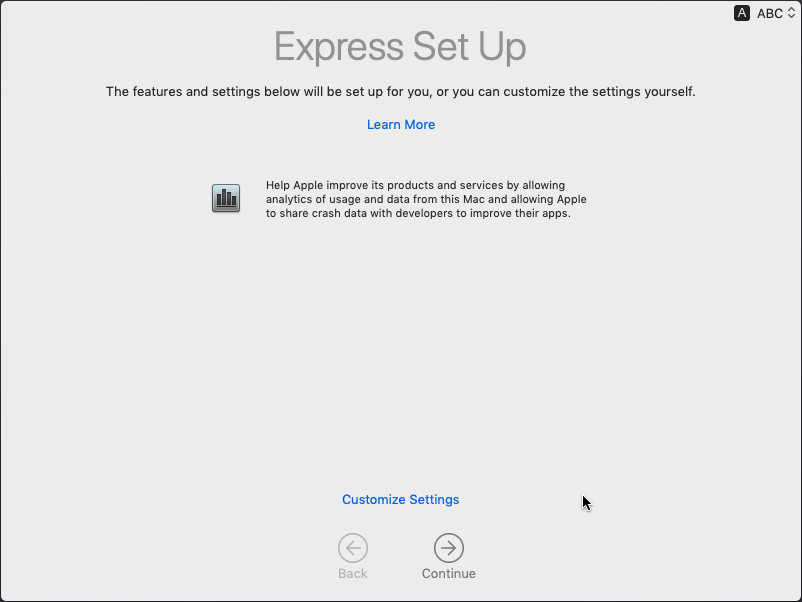 A ABC
Express Set Up
The features and settings below will be set up for you, or you can customize the settings yourself.
Learn More
Help Apple improve its products and services by allowing
analytics of usage and data from this Mac and allowing Apple
to share crash data with developers to improve their apps.
Customize Settings
Back Continue